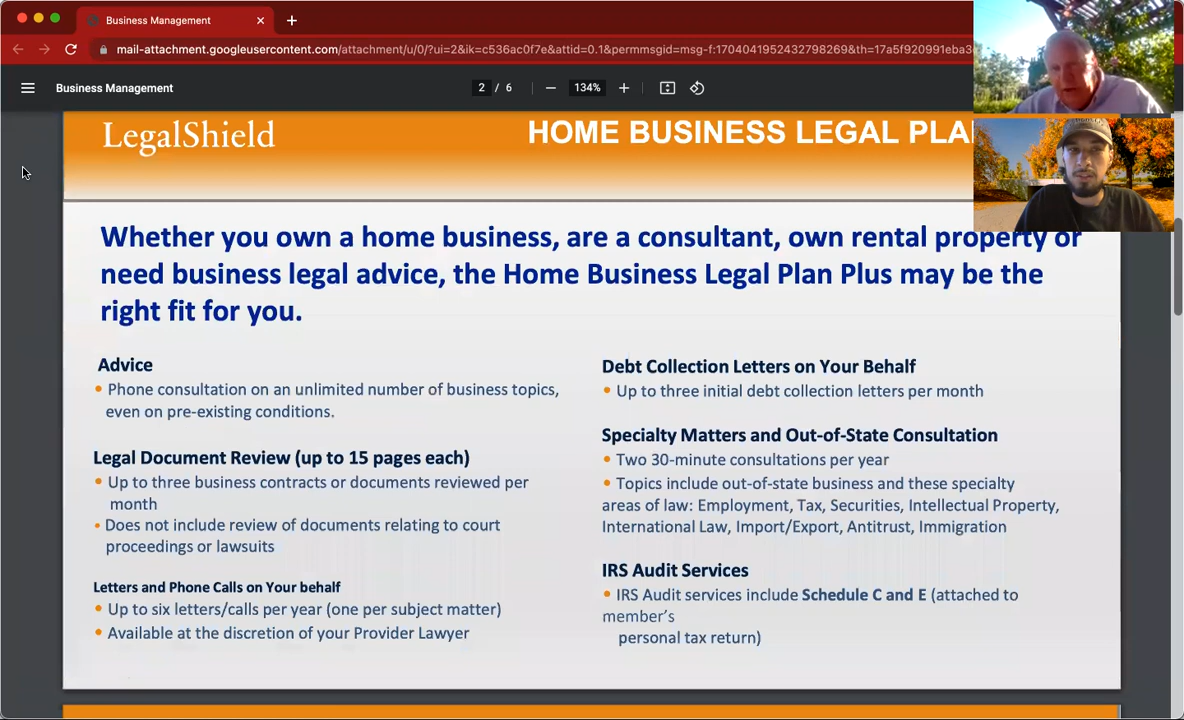 Business Management
mail-attachment.googleusercontent.com/attachment/u/0/?ui=2&ik=c536ac0f7e&attid=0.1&permmsgid=msg-f:1704041952432798269&th=17a5f920991eba3
Business Management
2 / 6
134%
LegalShield
HOME BUSINESS LEGAL PLA
Whether you own a home business, are a consultant, own rental property or
need business legal advice, the Home Business Legal Plan Plus may be the
right fit for you.
Advice
• Phone consultation on an unlimited number of business topics,
even on pre-existing conditions.
Legal Document Review (up to 15 pages each)
• Up to three business contracts or documents reviewed per
month
• Does not include review of documents relating to court
proceedings or lawsuits
Letters and Phone Calls on Your behalf
• Up to six letters/calls per year (one per subject matter)
• Available at the discretion of your Provider Lawyer
Debt Collection Letters on Your Behalf
• Up to three initial debt collection letters per month
Specialty Matters and Out-of-State Consultation
• Two 30-minute consultations per year
• Topics include out-of-state business and these specialty
areas of law: Employment, Tax, Securities, Intellectual Property,
International Law, Import/Export, Antitrust, Immigration
IRS Audit Services
• IRS Audit services include Schedule C and E (attached to
member's
personal tax return)